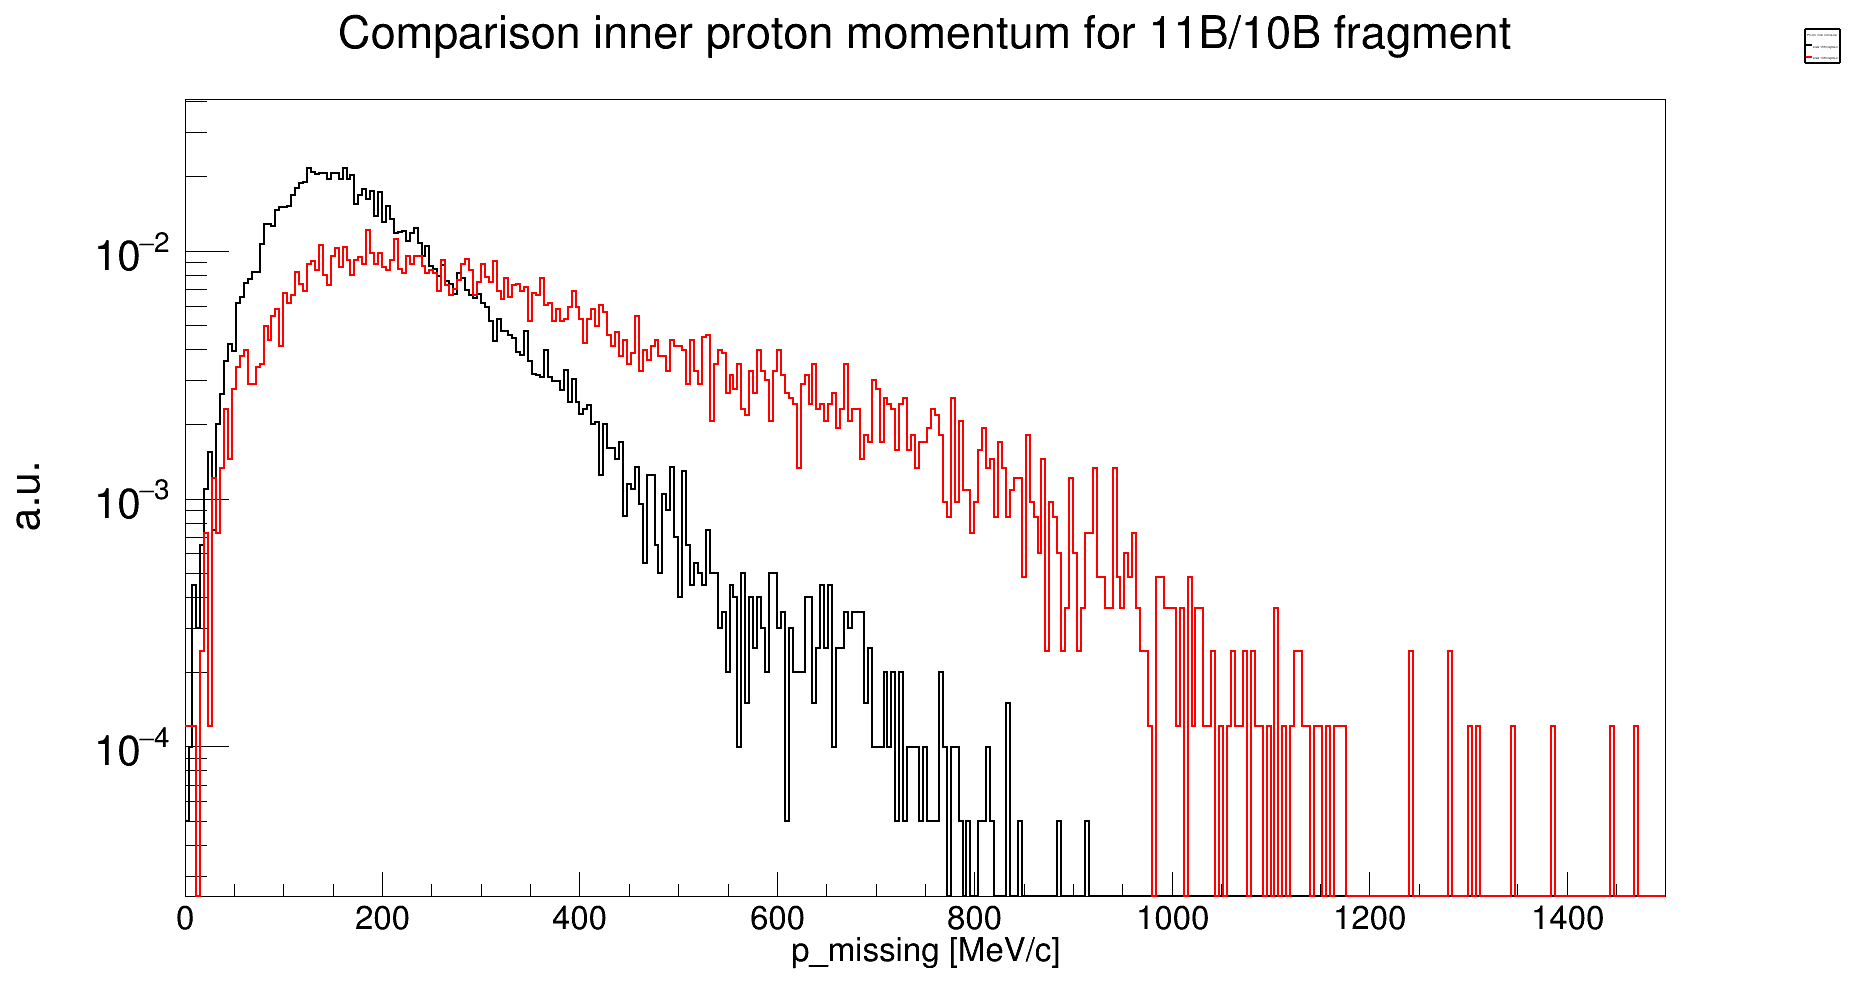 Comparison inner proton momentum for 11B/10B fragment
a.u.
10−2
10−3
10−4
0 200 400 600 800 1000 1200 1400
p_missing [MeV/c]